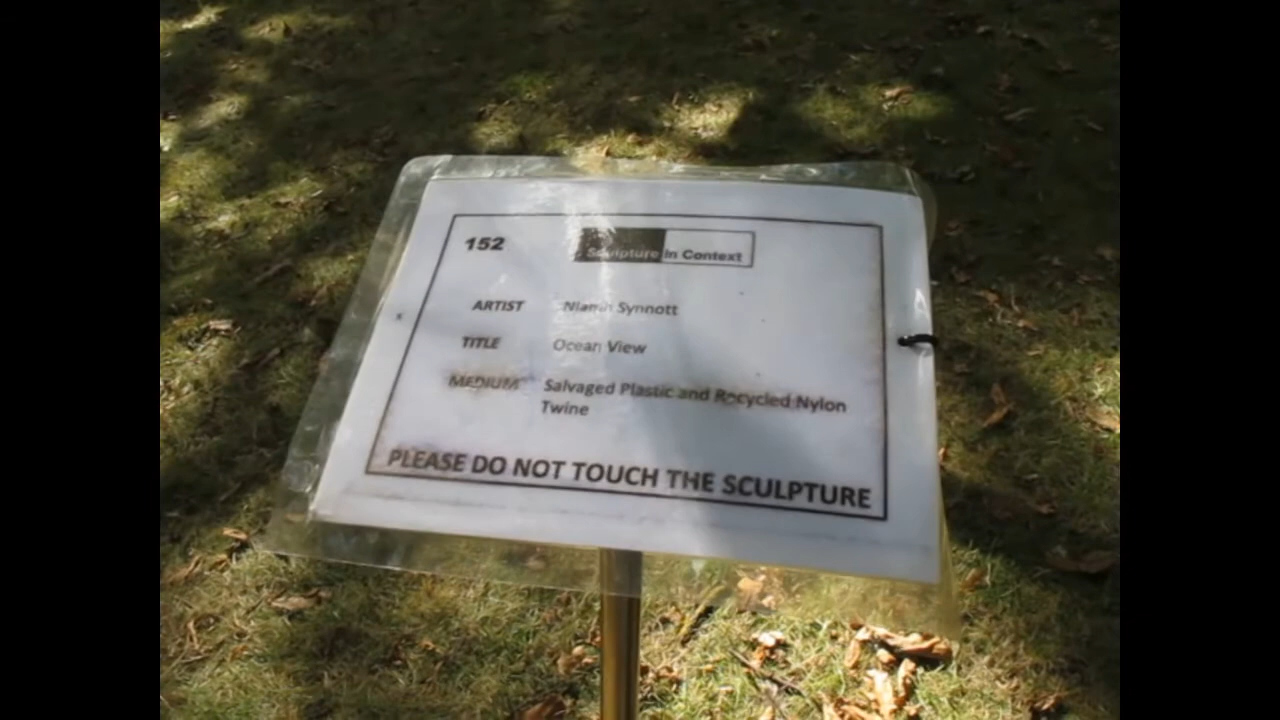 152
Sculpture in Context
ARTIST Niamh Synnott
TITLE Ocean View
MEDIUM Salvaged Plastic and Recycled Nylon
Twine
PLEASE DO NOT TOUCH THE SCULPTURE